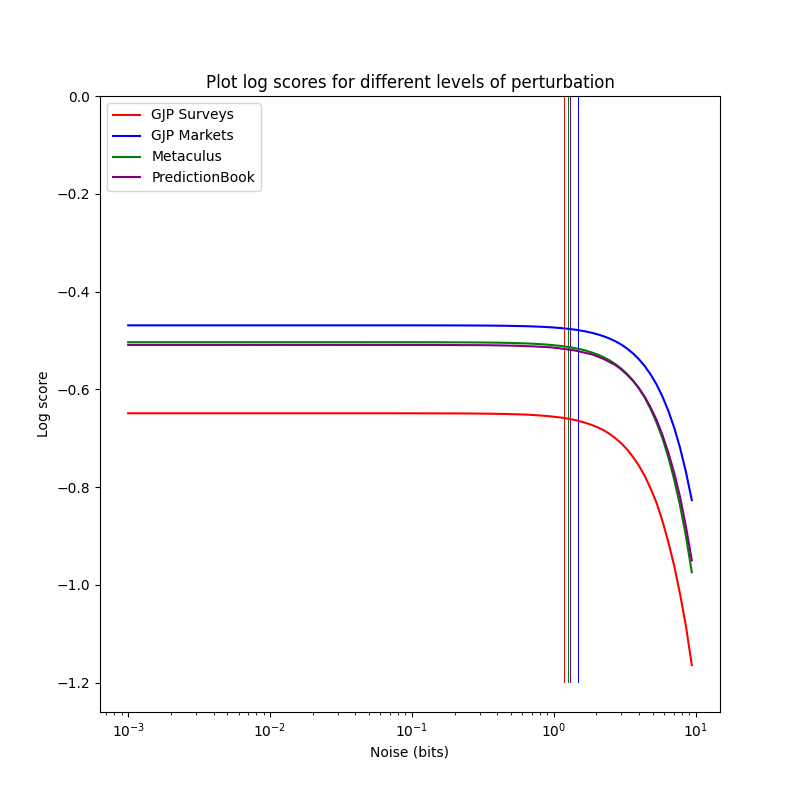 Plot log scores for different levels of perturbation
0.0
GJP Surveys
GJP Markets
Metaculus
PredictionBook
−0.2
−0.4
−0.6
−0.8
−1.0
−1.2
Log score
10⁻³ 10⁻² 10⁻¹ 10⁰ 10¹
Noise (bits)